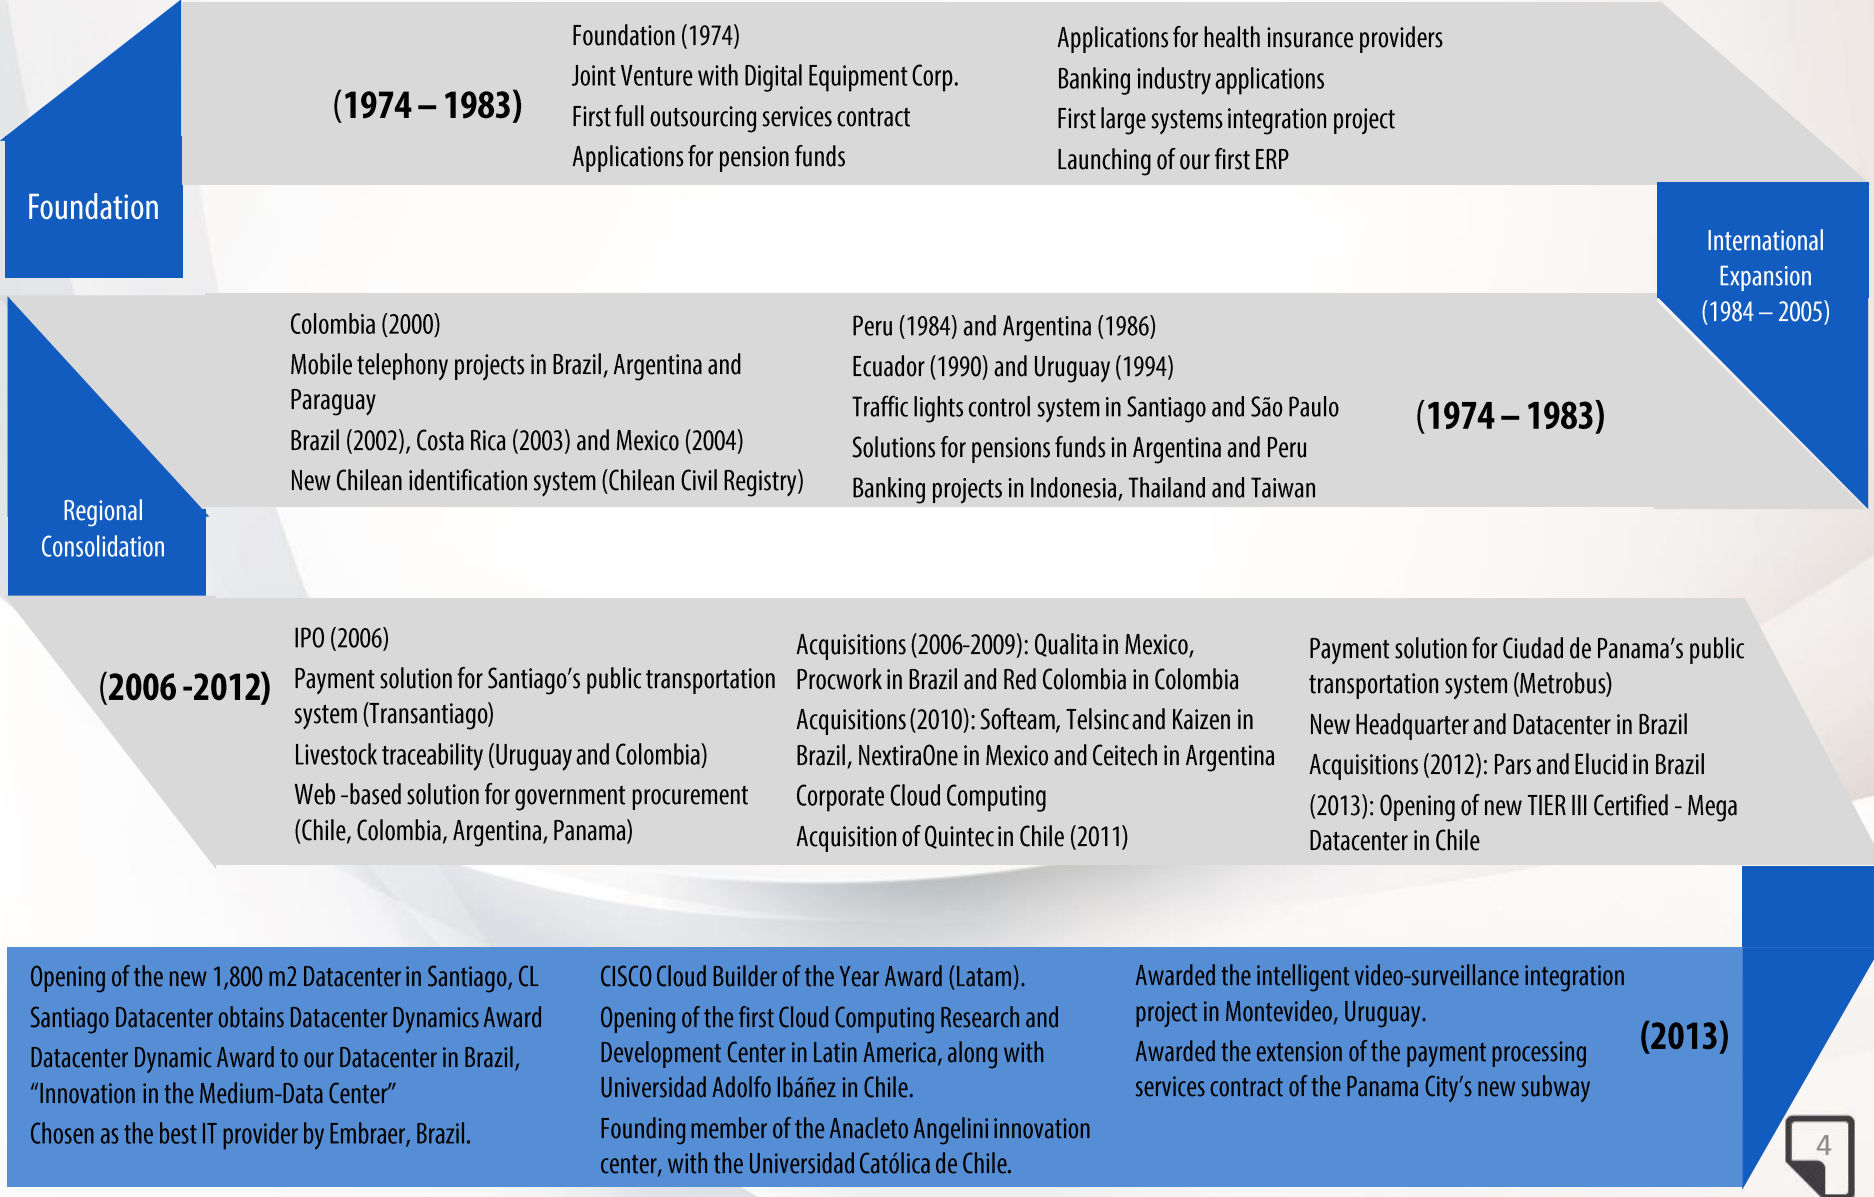 Foundation
(1974 – 1983)
Foundation (1974)
Joint Venture with Digital Equipment Corp.
First full outsourcing services contract
Applications for pension funds
Applications for health insurance providers
Banking industry applications
First large systems integration project
Launching of our first ERP
International
Expansion
(1984 – 2005)
Colombia (2000)
Mobile telephony projects in Brazil, Argentina and
Paraguay
Brazil (2002), Costa Rica (2003) and Mexico (2004)
New Chilean identification system (Chilean Civil Registry)
Peru (1984) and Argentina (1986)
Ecuador (1990) and Uruguay (1994)
Traffic lights control system in Santiago and São Paulo
Solutions for pensions funds in Argentina and Peru
Banking projects in Indonesia, Thailand and Taiwan
(1974 – 1983)
Regional
Consolidation
(2006 -2012)
IPO (2006)
Payment solution for Santiago’s public transportation
system (Transantiago)
Livestock traceability (Uruguay and Colombia)
Web -based solution for government procurement
(Chile, Colombia, Argentina, Panama)
Acquisitions (2006-2009): Qualita in Mexico,
Procwork in Brazil and Red Colombia in Colombia
Acquisitions (2010): Softeam, Telsinc and Kaizen in
Brazil, NextiraOne in Mexico and Ceitech in Argentina
Corporate Cloud Computing
Acquisition of Quintec in Chile (2011)
Payment solution for Ciudad de Panama’s public
transportation system (Metrobus)
New Headquarter and Datacenter in Brazil
Acquisitions (2012): Pars and Elucid in Brazil
(2013): Opening of new TIER III Certified - Mega
Datacenter in Chile
Opening of the new 1,800 m2 Datacenter in Santiago, CL
Santiago Datacenter obtains Datacenter Dynamics Award
Datacenter Dynamic Award to our Datacenter in Brazil,
“Innovation in the Medium-Data Center”
Chosen as the best IT provider by Embraer, Brazil.
CISCO Cloud Builder of the Year Award (Latam).
Opening of the first Cloud Computing Research and
Development Center in Latin America, along with
Universidad Adolfo Ibáñez in Chile.
Founding member of the Anacleto Angelini innovation
center, with the Universidad Católica de Chile.
Awarded the intelligent video-surveillance integration
project in Montevideo, Uruguay.
Awarded the extension of the payment processing
services contract of the Panama City’s new subway
(2013)
4